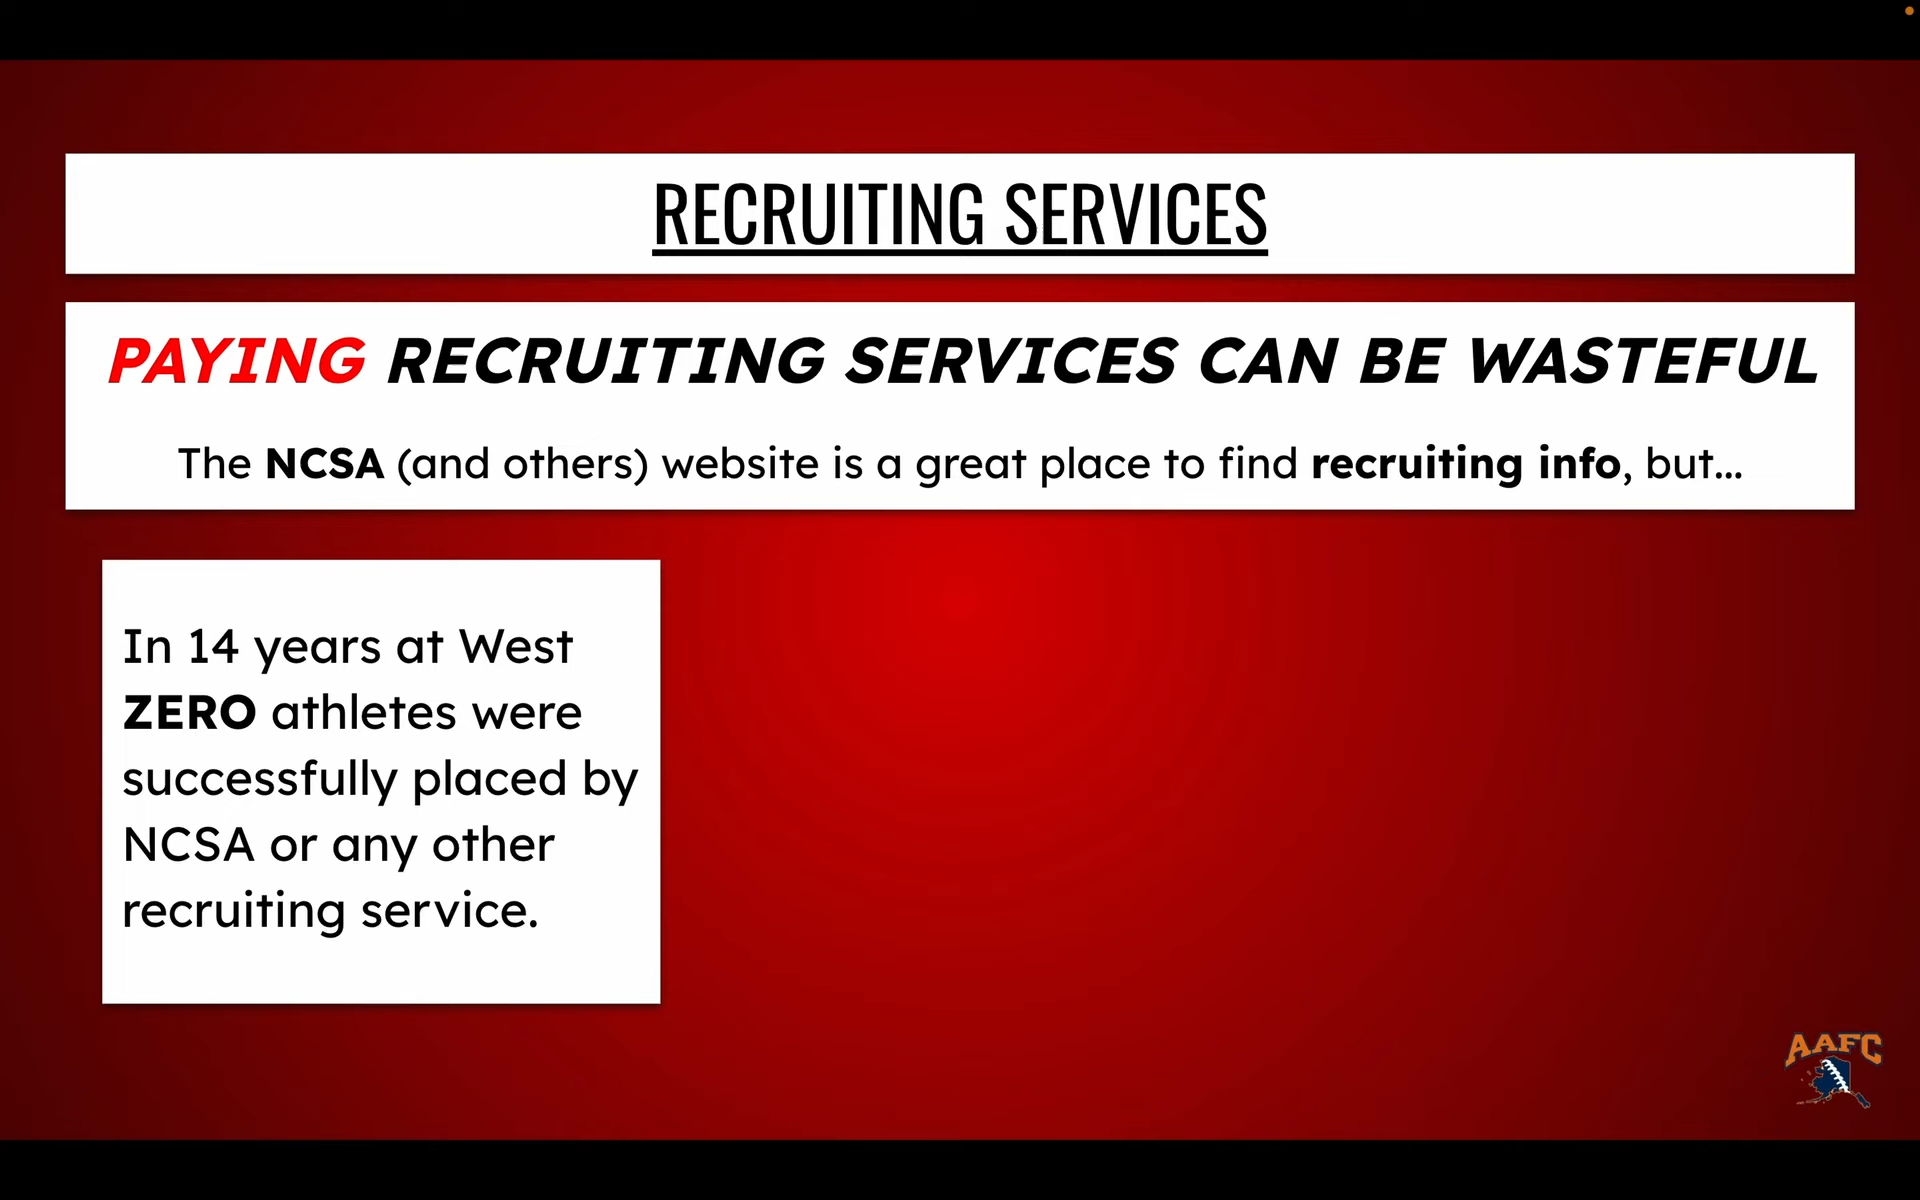 RECRUITING SERVICES
PAYING RECRUITING SERVICES CAN BE WASTEFUL
The NCSA (and others) website is a great place to find recruiting info, but...
In 14 years at West
ZERO athletes were
successfully placed by
NCSA or any other
recruiting service.
AAFC